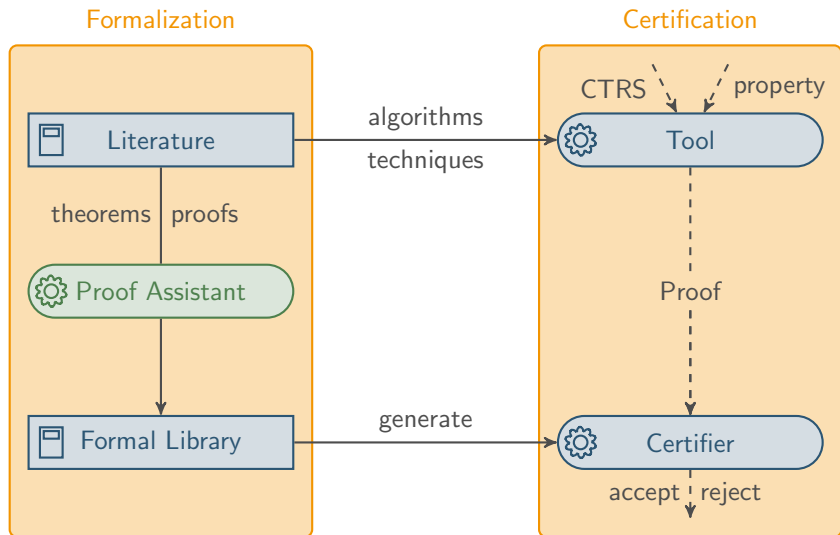 Formalization
Certification
CTRS
property
Literature
algorithms
techniques
Tool
theorems
proofs
Proof Assistant
Proof
Formal Library
generate
Certifier
accept
reject